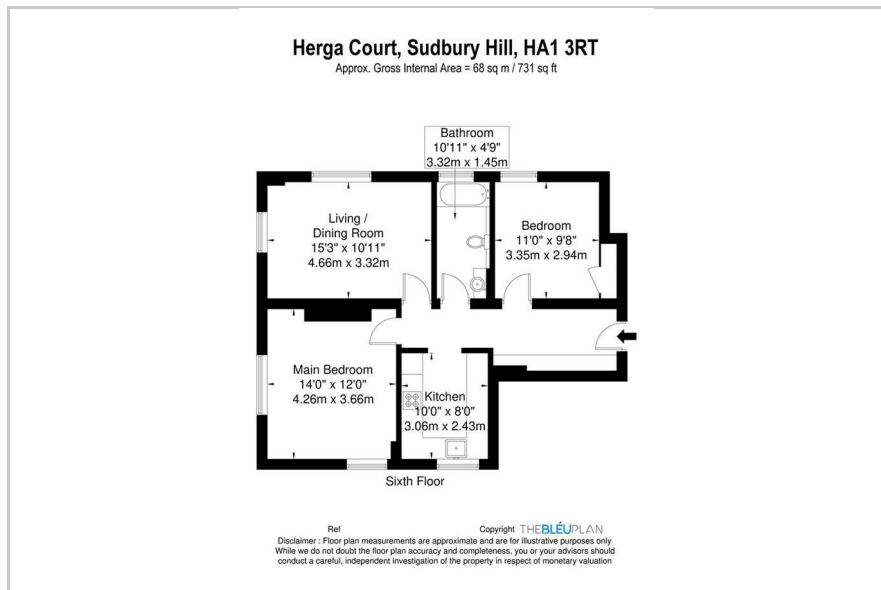 Herga Court, Sudbury Hill, HA1 3RT
Approx. Gross Internal Area = 68 sq m / 731 sq ft
Bathroom
10'11" x 4'9"
3.32m x 1.45m
Living /
Dining Room
15'3" x 10'11"
4.66m x 3.32m
Bedroom
11'0" x 9'8"
3.35m x 2.94m
Main Bedroom
14'0" x 12'0"
4.26m x 3.66m
Kitchen
10'0" x 8'0"
3.06m x 2.43m
Sixth Floor
Ref Copyright THEBLÉUPLAN
Disclaimer : Floor plan measurements are approximate and are for illustrative purposes only
While we do not doubt the floor plan accuracy and completeness, you or your advisors should
conduct a careful, independent investigation of the property in respect of monetary valuation